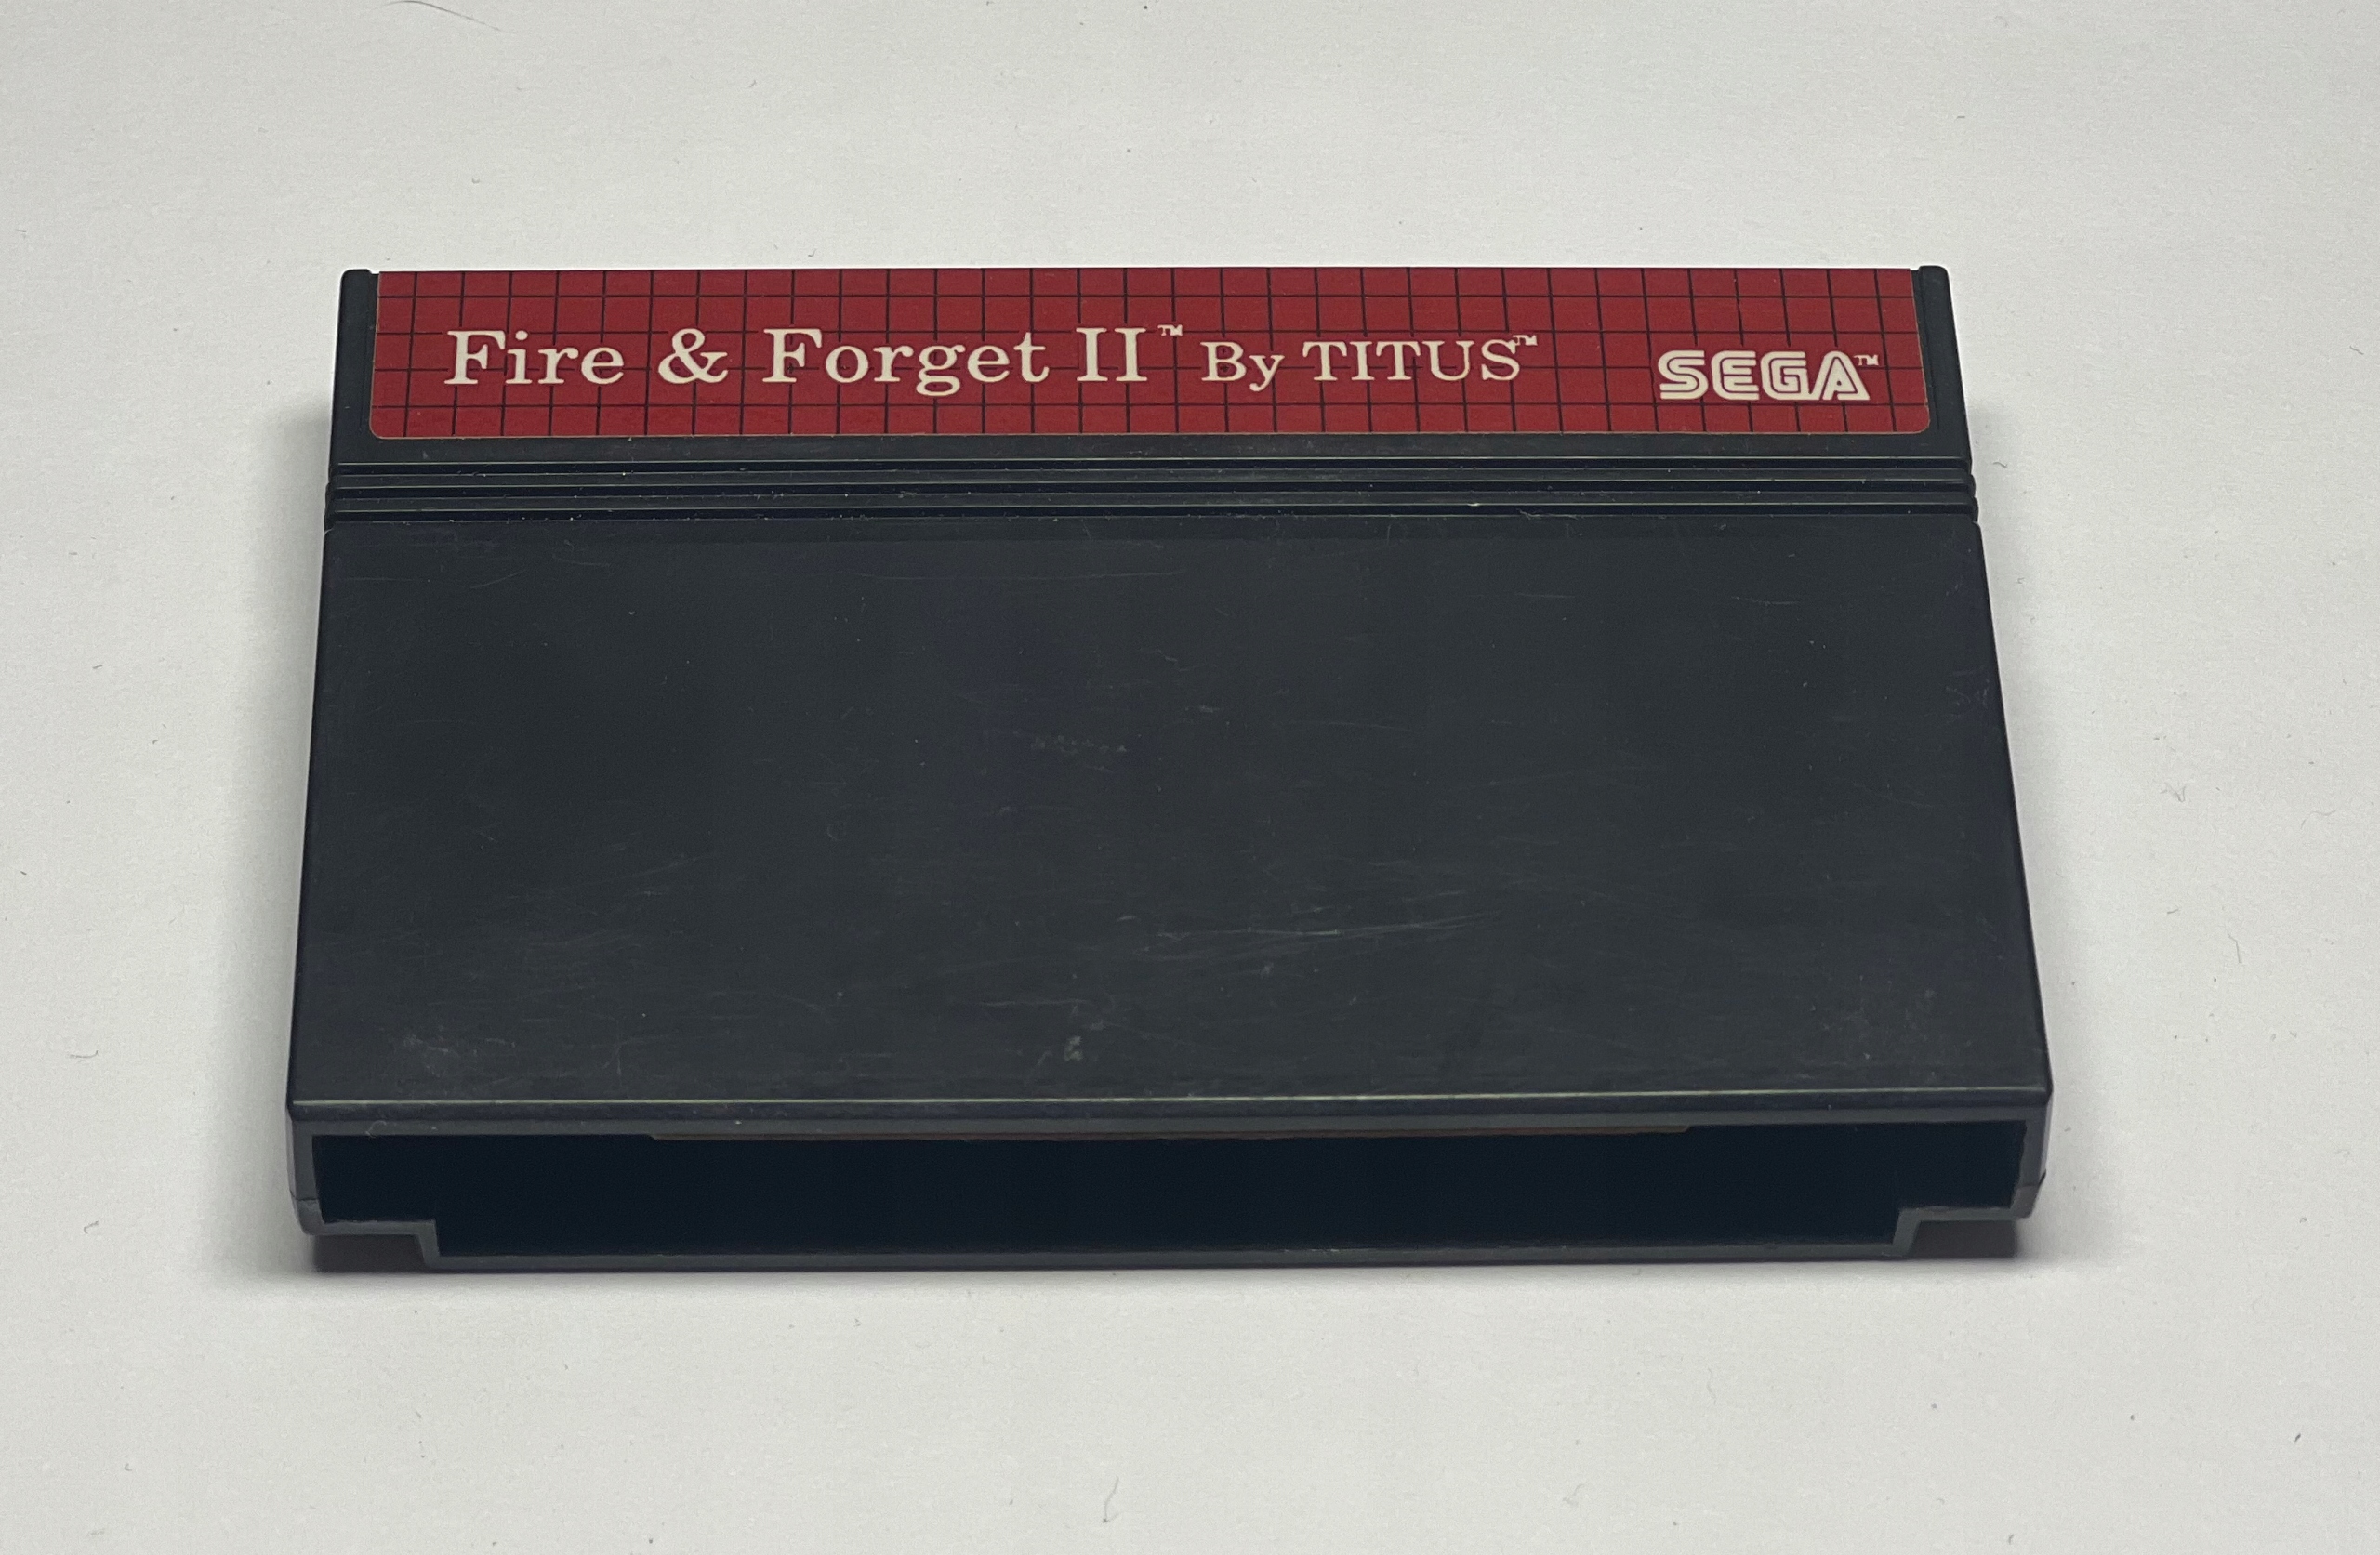 Fire & Forget II™ By TITUS™ SEGA™